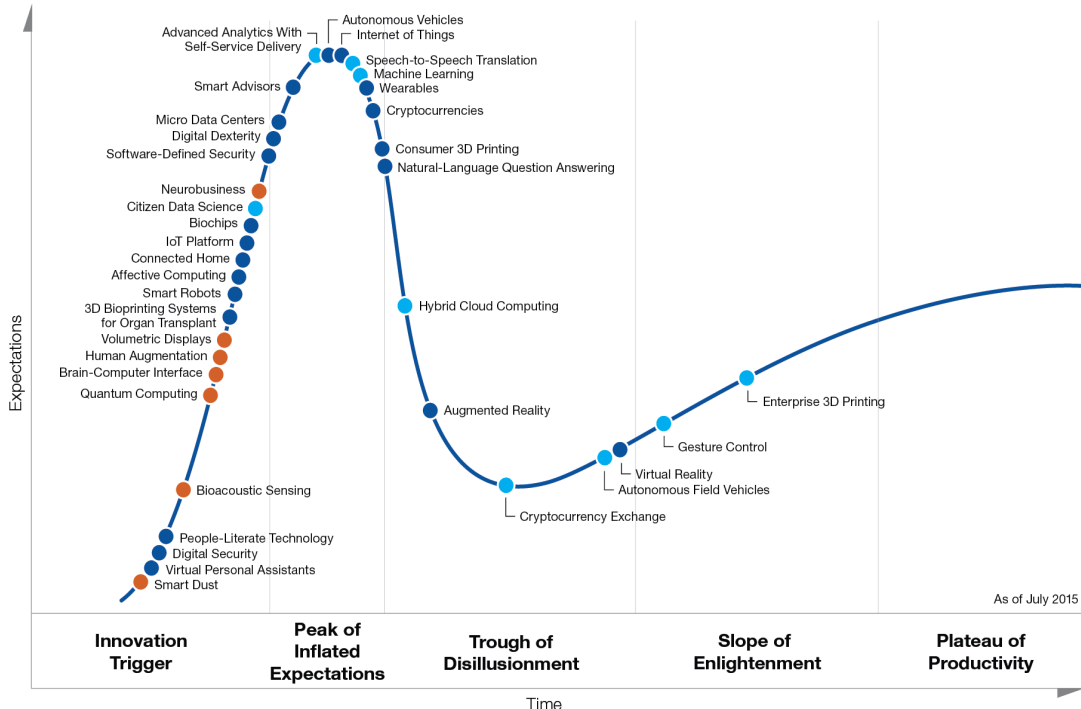 Autonomous Vehicles
Advanced Analytics With
Self-Service Delivery
Internet of Things
Speech-to-Speech Translation
Machine Learning
Smart Advisors
Wearables
Cryptocurrencies
Micro Data Centers
Digital Dexterity
Software-Defined Security
Consumer 3D Printing
Natural-Language Question Answering
Neurobusiness
Citizen Data Science
Biochips
IoT Platform
Connected Home
Affective Computing
Smart Robots
3D Bioprinting Systems
for Organ Transplant
Hybrid Cloud Computing
Volumetric Displays
Human Augmentation
Brain-Computer Interface
Quantum Computing
Augmented Reality
Enterprise 3D Printing
Gesture Control
Virtual Reality
Autonomous Field Vehicles
Bioacoustic Sensing
Cryptocurrency Exchange
People-Literate Technology
Digital Security
Virtual Personal Assistants
Smart Dust
Expectations
As of July 2015
Innovation
Trigger
Peak of
Inflated
Expectations
Trough of
Disillusionment
Slope of
Enlightenment
Plateau of
Productivity
Time